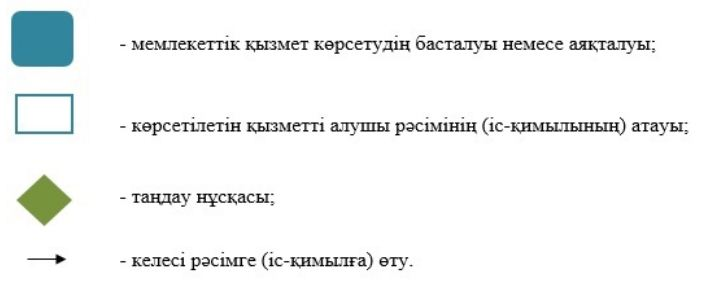 - мемлекеттік қызмет көрсетудің басталуы немесе аяқталуы;
- көрсетілетін қызметті алушы рәсімінің (іс-қимылының) атауы;
- таңдау нұсқасы;
- келесі рәсімге (іс-қимылға) өту.